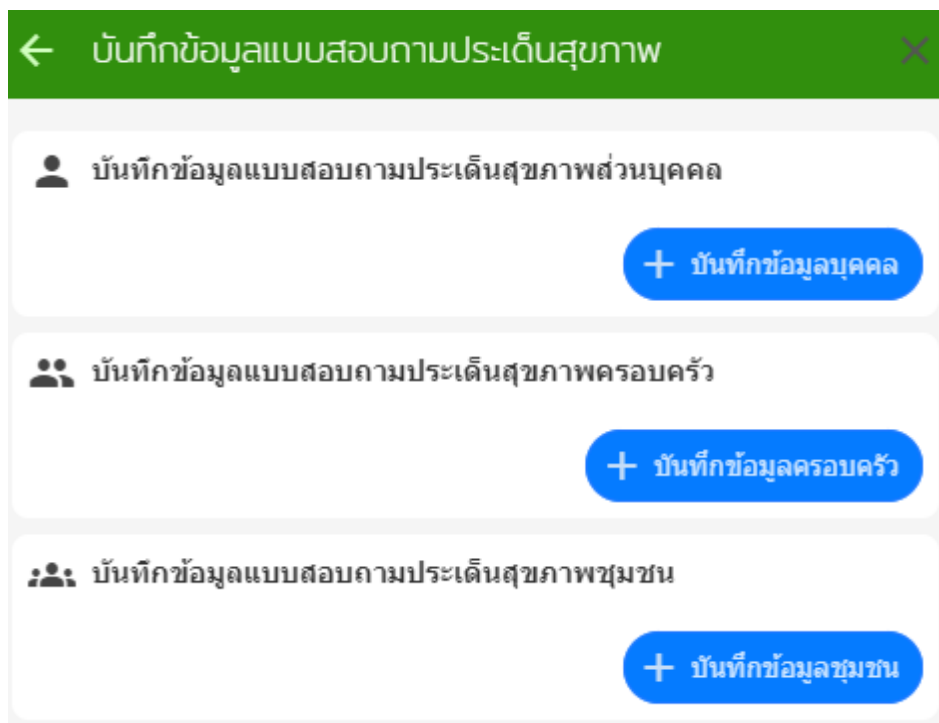 บันทึกข้อมูลแบบสอบถามประเด็นสุขภาพ
บันทึกข้อมูลแบบสอบถามประเด็นสุขภาพส่วนบุคคล
+ บันทึกข้อมูลบุคคล
บันทึกข้อมูลแบบสอบถามประเด็นสุขภาพครอบครัว
+ บันทึกข้อมูลครอบครัว
บันทึกข้อมูลแบบสอบถามประเด็นสุขภาพชุมชน
+ บันทึกข้อมูลชุมชน